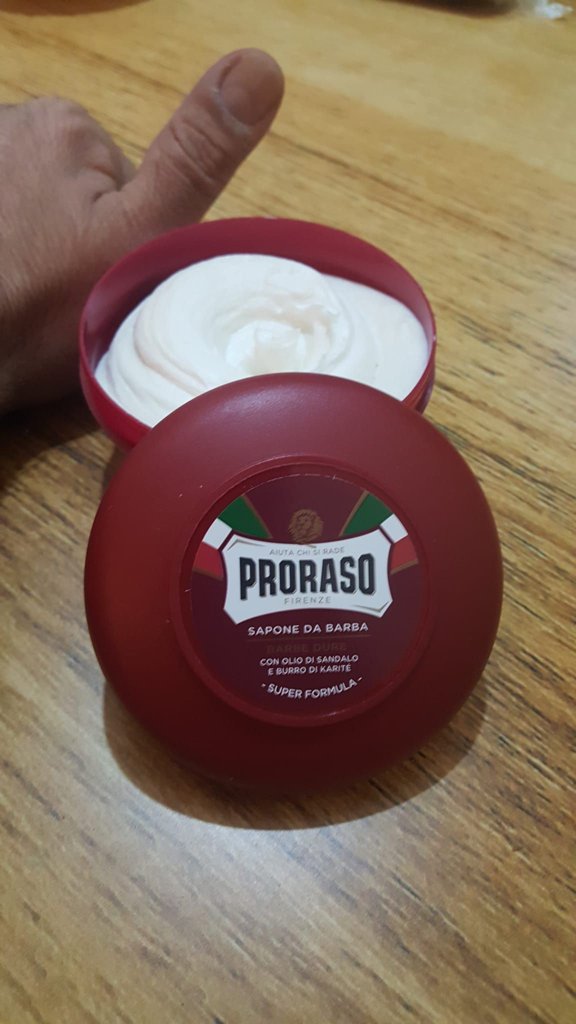 AIUTA CHI SI RADE
PRORASO
FIRENZE
SAPONE DA BARBA
BARBE DURE
CON OLIO DI SANDALO
E BURRO DI KARITÉ
- SUPER FORMULA -